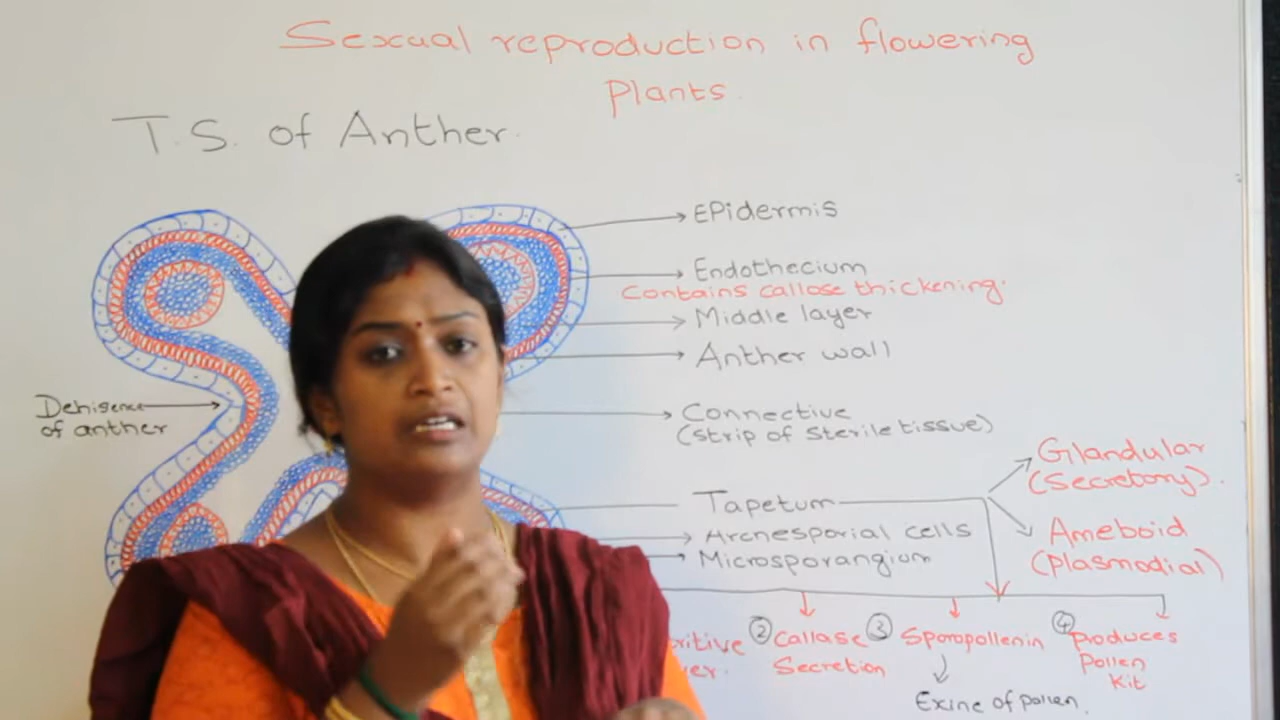 Sexual reproduction in flowering
Plants.
T.S. of Anther.
EPidermis
Endothecium
Contains callose thickening.
Middle layer
Anther wall
Dehisence
of anther
Connective
(Strip of Sterile tissue)
Tapetum
Glandular
(Secretory).
Ameboid
(Plasmodial)
Archesporial cells
Microsporangium
② Callase
Secretion
③ Sporopollenin
Exine of pollen.
④ Produces
Pollen
Kit